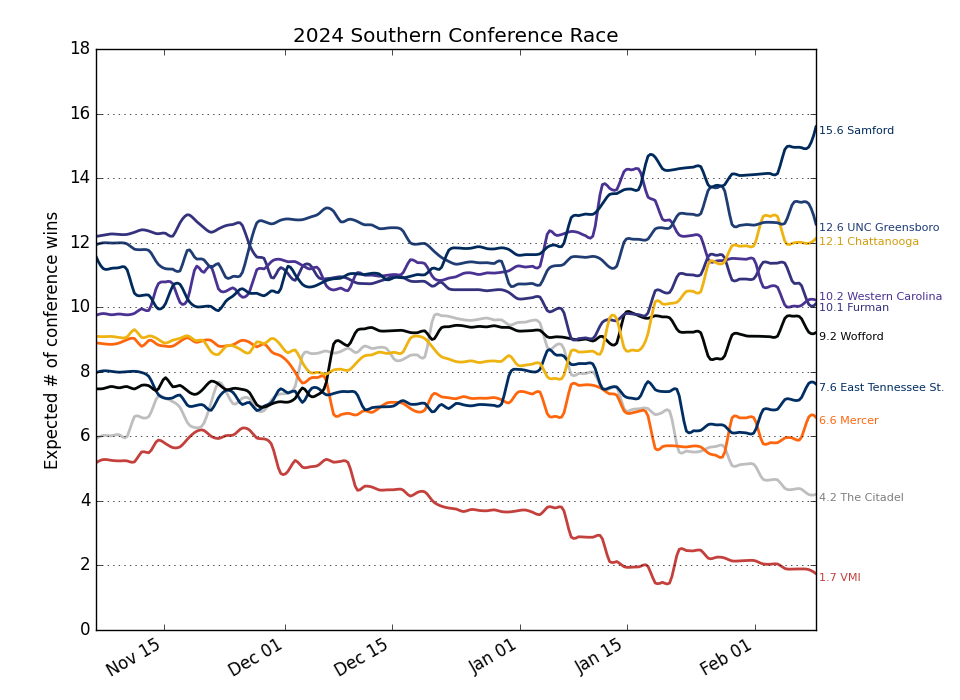 2024 Southern Conference Race
Expected # of conference wins
18
16
14
12
10
8
6
4
2
0
15.6 Samford
12.6 UNC Greensboro
12.1 Chattanooga
10.2 Western Carolina
10.1 Furman
9.2 Wofford
7.6 East Tennessee St.
6.6 Mercer
4.2 The Citadel
1.7 VMI
Nov 15
Dec 01
Dec 15
Jan 01
Jan 15
Feb 01